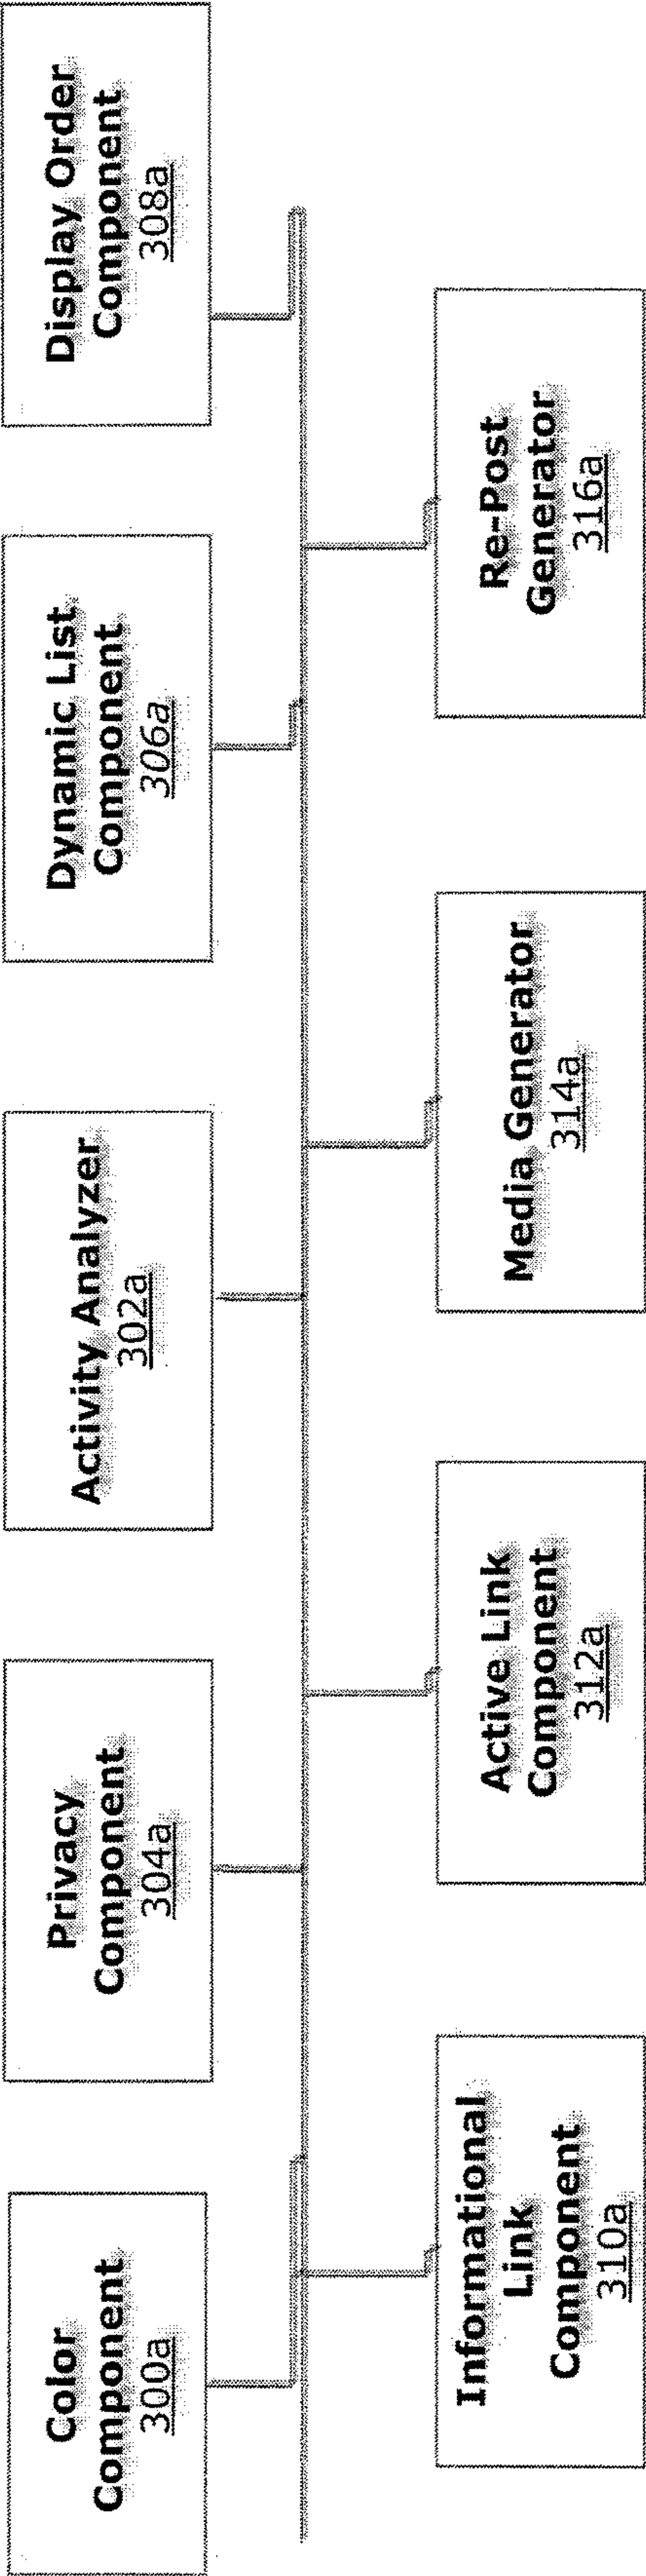 Color
Component
300a
Privacy
Component
304a
Activity Analyzer
302a
Dynamic List
Component
306a
Display Order
Component
308a
Informational
Link
Component
310a
Active Link
Component
312a
Media Generator
314a
Re-Post
Generator
316a